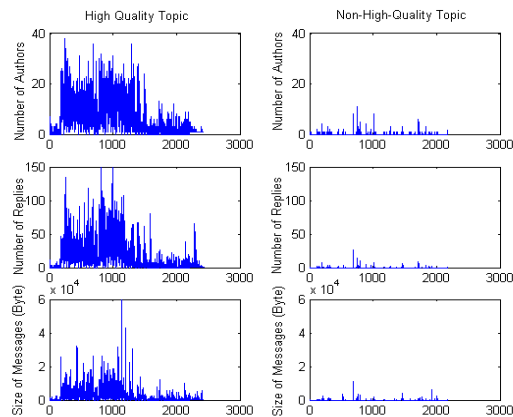 High Quality Topic
Non-High-Quality Topic
Number of Authors
40
20
0
0 1000 2000 3000
Number of Authors
40
20
0
0 1000 2000 3000
Number of Replies
150
100
50
0
0 1000 2000 3000
Number of Replies
150
100
50
0
0 1000 2000 3000
x 10^4
Size of Messages (Byte)
6
4
2
0
0 1000 2000 3000
x 10^4
Size of Messages (Byte)
6
4
2
0
0 1000 2000 3000